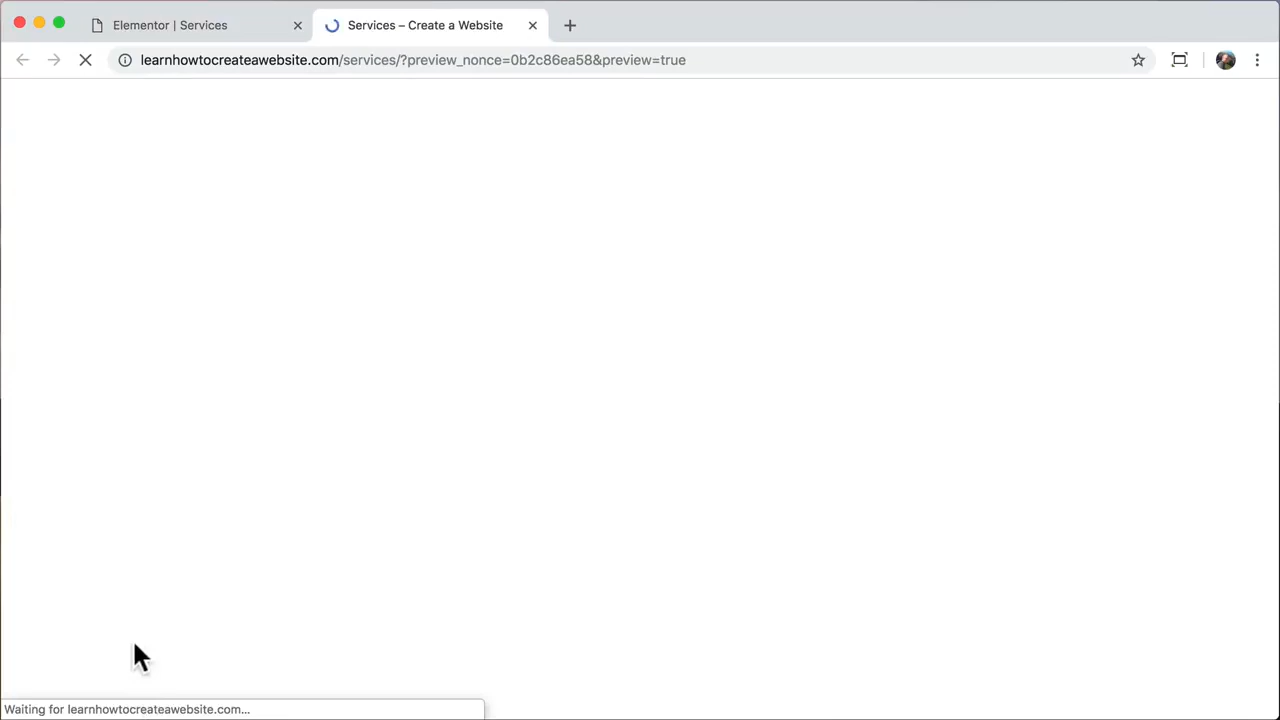 Elementor | Services
Services – Create a Website
learnhowtocreateawebsite.com/services/?preview_nonce=0b2c86ea58&preview=true
Waiting for learnhowtocreateawebsite.com...